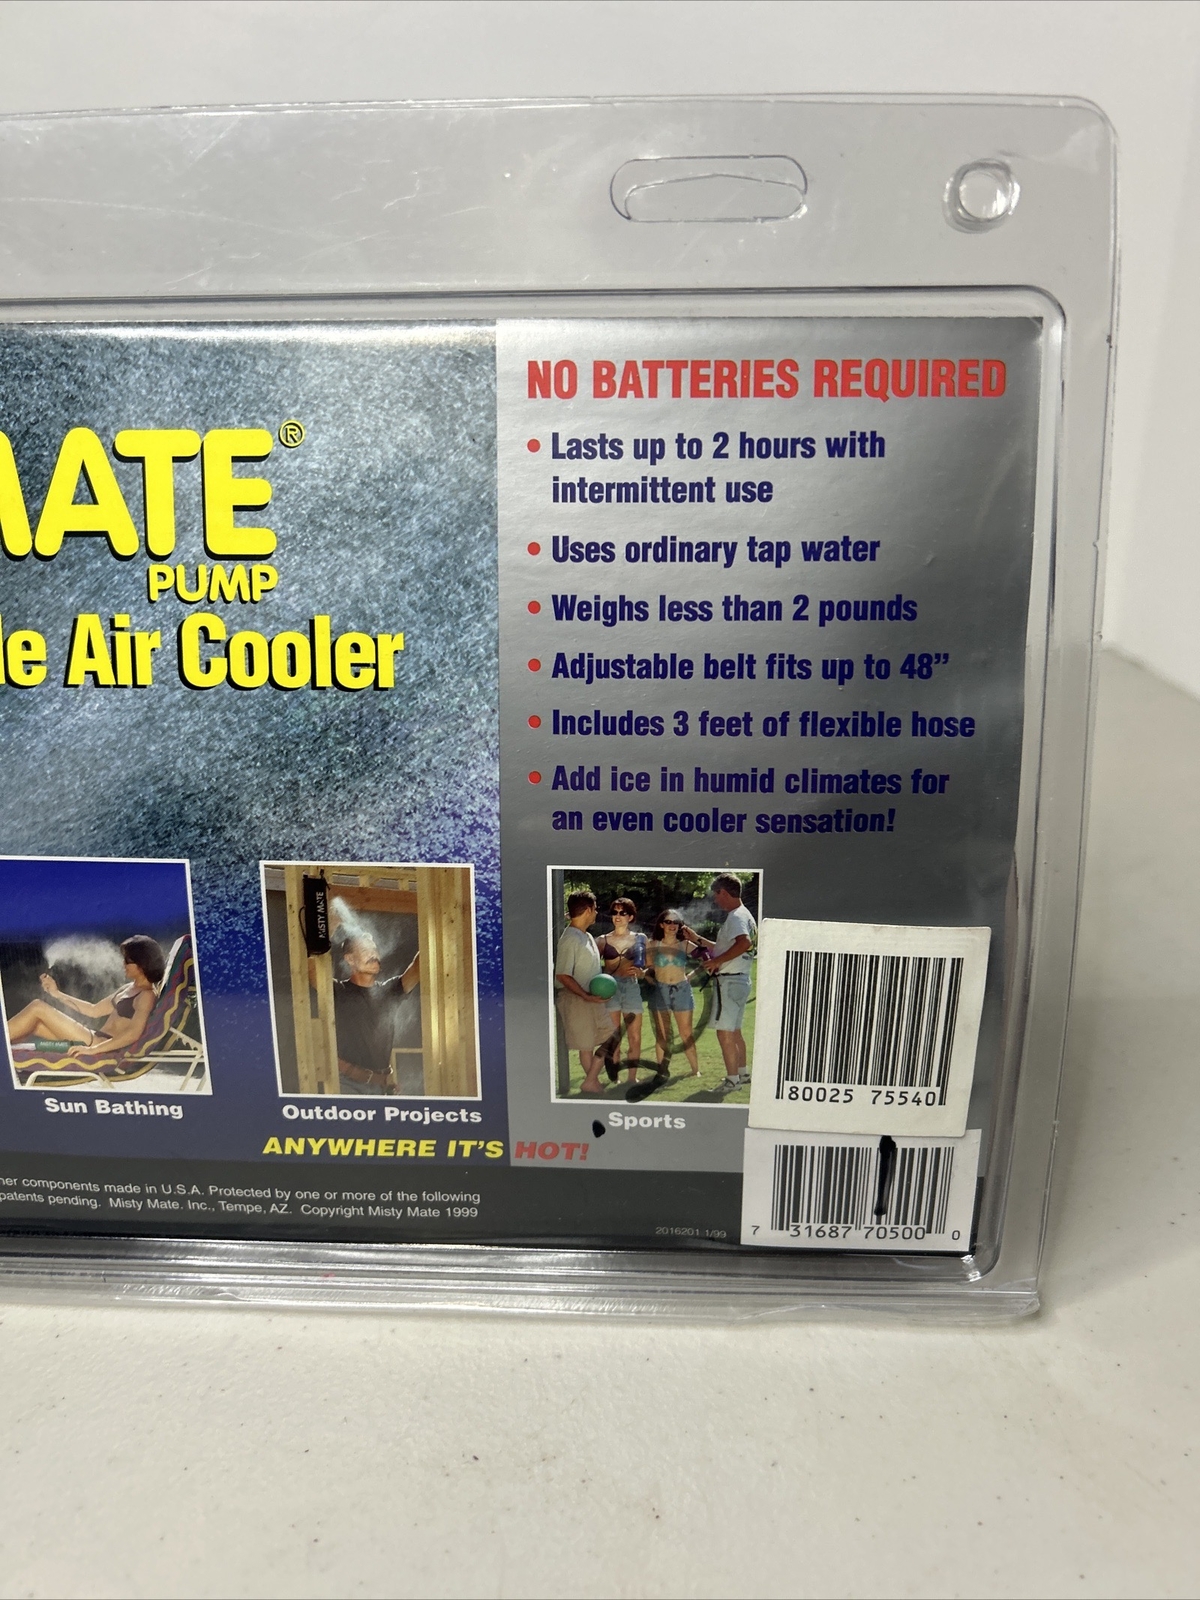 MATE®
PUMP
le Air Cooler
NO BATTERIES REQUIRED
• Lasts up to 2 hours with
intermittent use
• Uses ordinary tap water
• Weighs less than 2 pounds
• Adjustable belt fits up to 48”
• Includes 3 feet of flexible hose
• Add ice in humid climates for
an even cooler sensation!
MISTY MATE
MISTY MATE
Sun Bathing
Outdoor Projects
Sports
ANYWHERE IT'S HOT!
components made in U.S.A. Protected by one or more of the following
patents pending. Misty Mate. Inc., Tempe, AZ. Copyright Misty Mate 1999
2016201 1/99
80025 75540
7 31687 70500 0